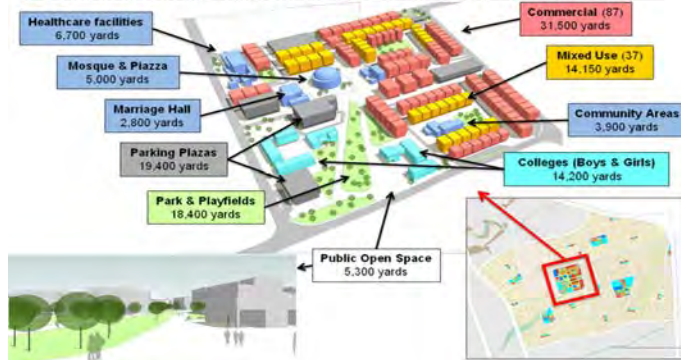 Healthcare facilities
6,700 yards
Mosque & Piazza
5,000 yards
Marriage Hall
2,800 yards
Parking Plazas
19,400 yards
Park & Playfields
18,400 yards
Public Open Space
5,300 yards
Commercial (87)
31,500 yards
Mixed Use (37)
14,150 yards
Community Areas
3,900 yards
Colleges (Boys & Girls)
14,200 yards